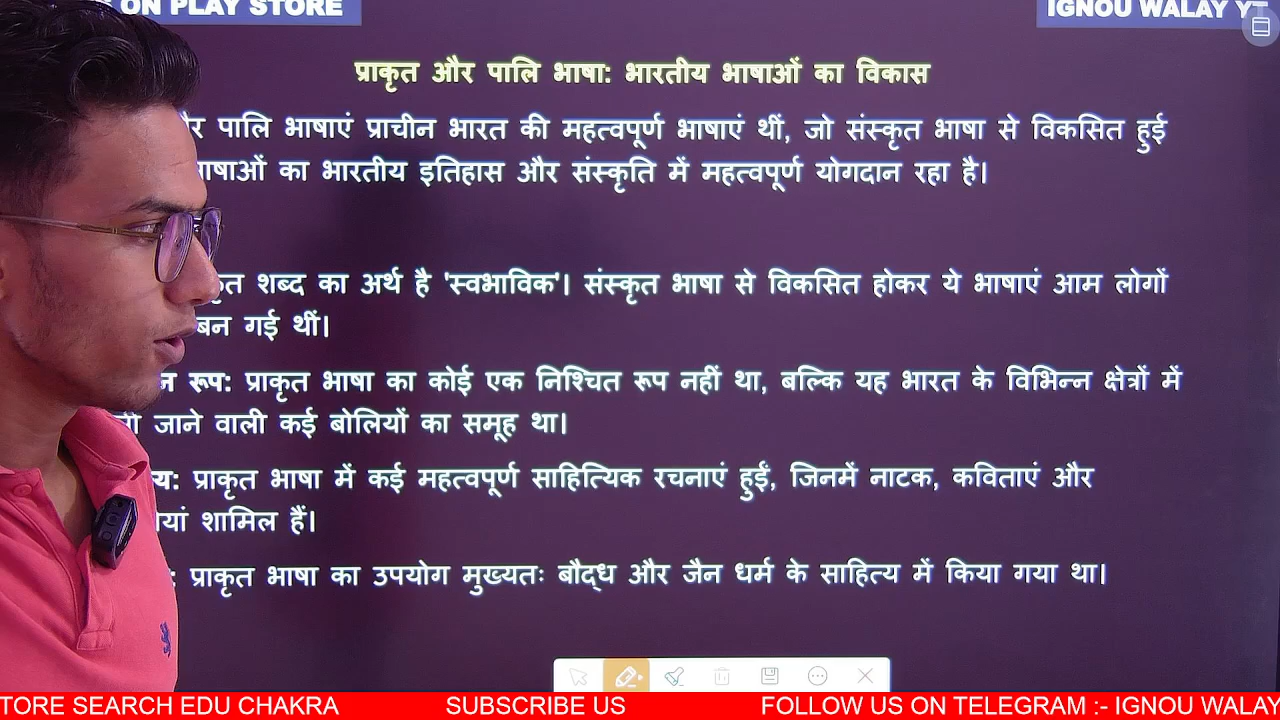 ON PLAY STORE
IGNOU WALAY YT
प्राकृत और पालि भाषा: भारतीय भाषाओं का विकास
पालि भाषाएं प्राचीन भारत की महत्वपूर्ण भाषाएं थीं, जो संस्कृत भाषा से विकसित हुई
का भारतीय इतिहास और संस्कृति में महत्वपूर्ण योगदान रहा है।
शब्द का अर्थ है 'स्वभाविक'। संस्कृत भाषा से विकसित होकर ये भाषाएं आम लोगों
बन गई थीं।
रूप: प्राकृत भाषा का कोई एक निश्चित रूप नहीं था, बल्कि यह भारत के विभिन्न क्षेत्रों में
जाने वाली कई बोलियों का समूह था।
प्राकृत भाषा में कई महत्वपूर्ण साहित्यिक रचनाएं हुईं, जिनमें नाटक, कविताएं और
शामिल हैं।
प्राकृत भाषा का उपयोग मुख्यतः बौद्ध और जैन धर्म के साहित्य में किया गया था।
TORE SEARCH EDU CHAKRA SUBSCRIBE US FOLLOW US ON TELEGRAM :- IGNOU WALAY